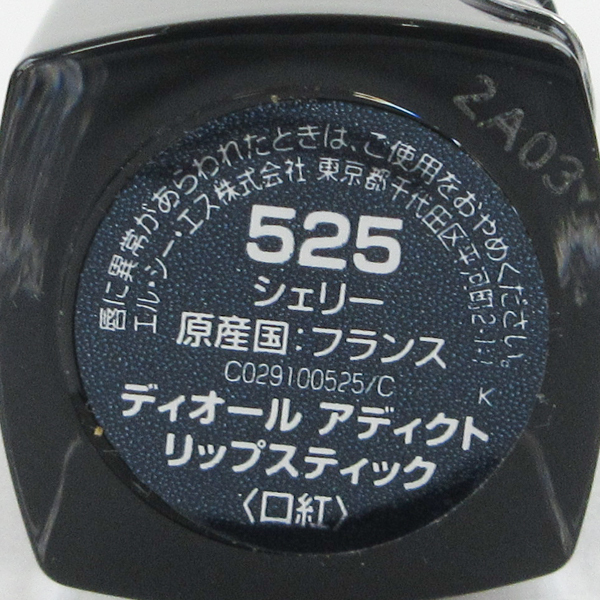 2A03
唇に異常があらわれたときは、ご使用をおやめください。
エル・シー・エス株式会社 東京都千代田区平河町2-1-1
525
シェリー
原産国:フランス
C029100525/C
K
ディオール アディクト
リップスティック
〈口紅〉